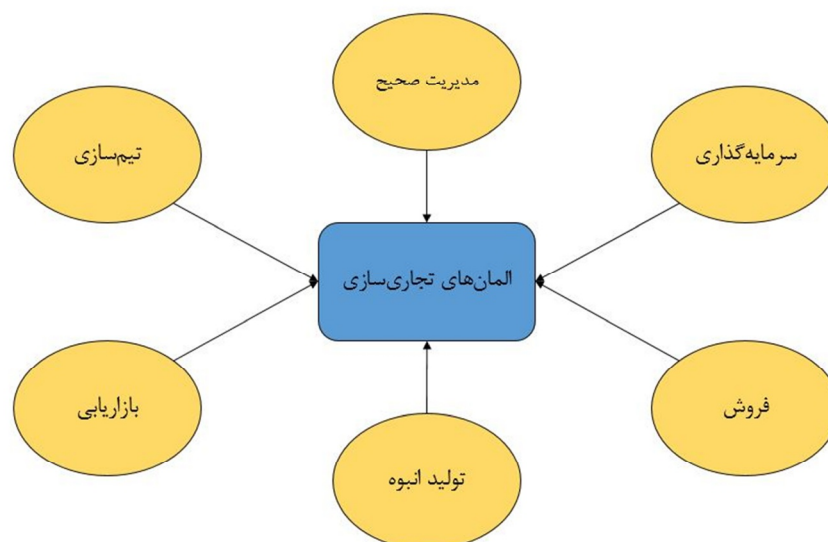 مدیریت صحیح
سرمایه‌گذاری
تیم‌سازی
المان‌های تجاری‌سازی
فروش
بازاریابی
تولید انبوه